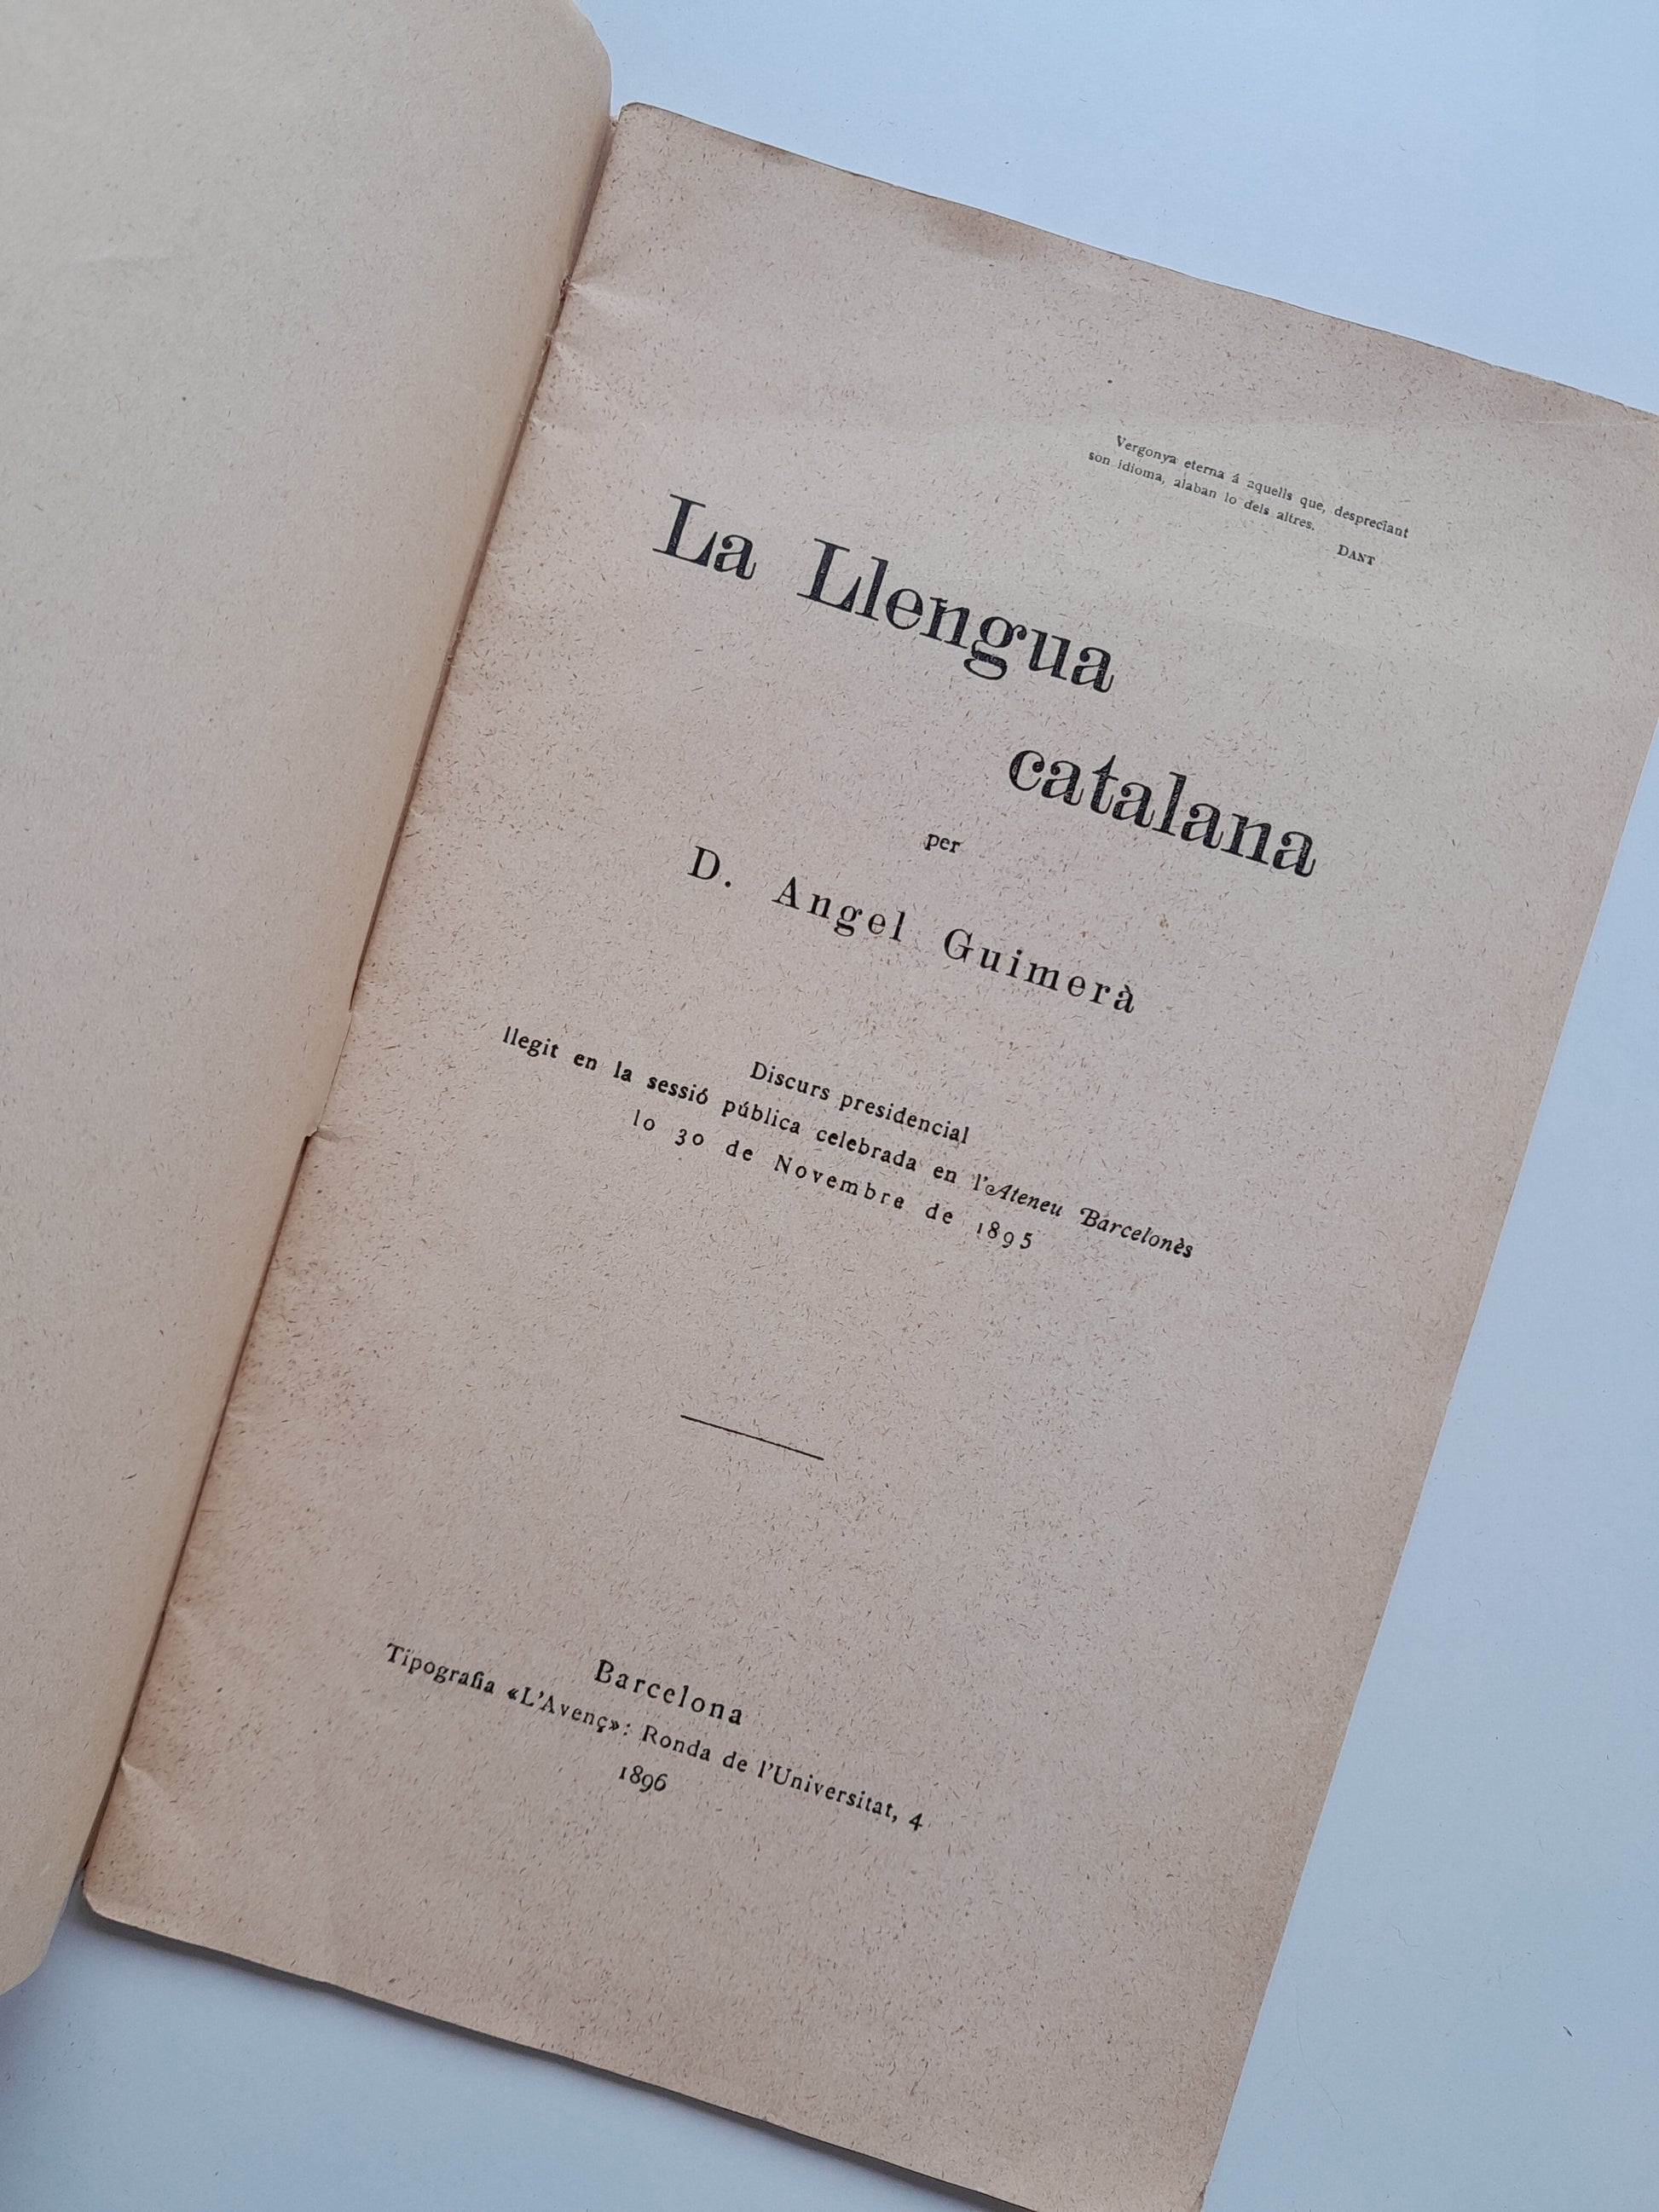 Vergonya eterna á aquells que, despreciant
son idioma, alaban lo dels altres.
DANT
La Llengua
catalana
per
D. Angel Guimerà
Discurs presidencial
llegit en la sessió pública celebrada en l'Ateneu Barcelonès
lo 30 de Novembre de 1895
Barcelona
Tipografia «L'Avenç»: Ronda de l'Universitat, 4
1896